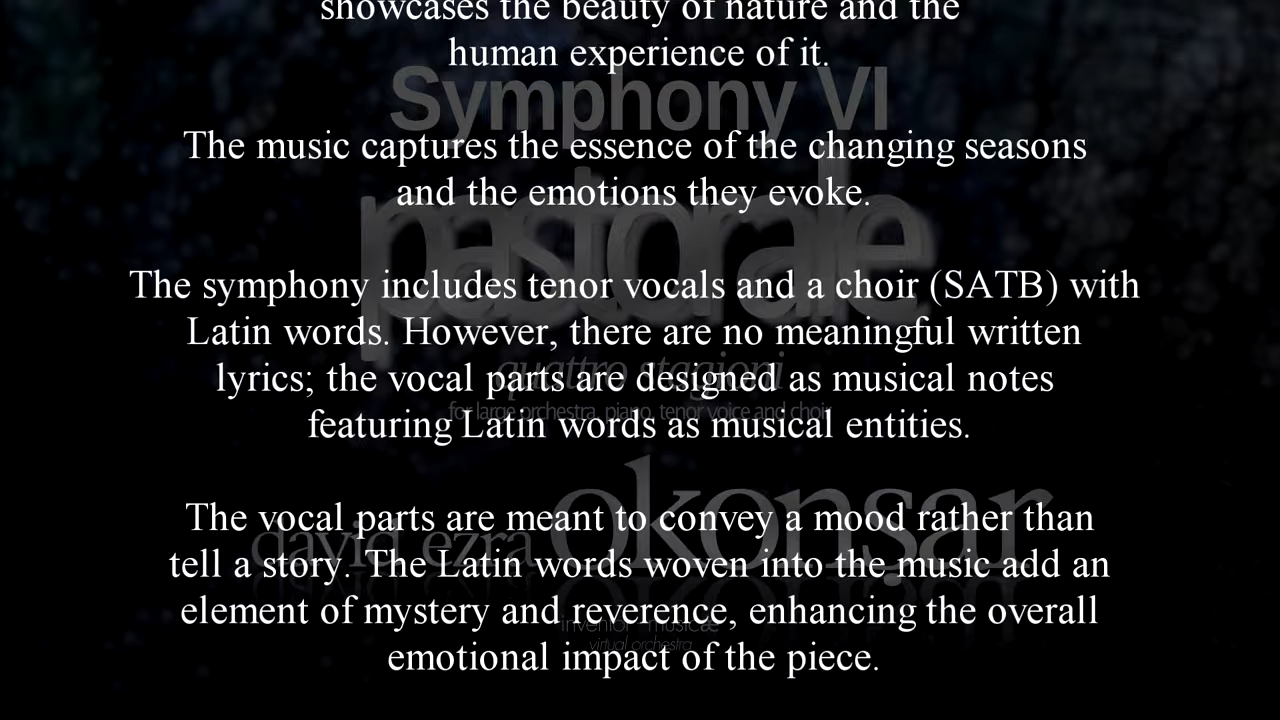 showcases the beauty of nature and the
human experience of it.
Symphony VI
The music captures the essence of the changing seasons
and the emotions they evoke.
pastorale
The symphony includes tenor vocals and a choir (SATB) with
Latin words. However, there are no meaningful written
quattro stagioni
lyrics; the vocal parts are designed as musical notes
for large orchestra, piano, tenor voice and choir
featuring Latin words as musical entities.
The vocal parts are meant to convey a mood rather than
david ezra okonşar
tell a story. The Latin words woven into the music add an
element of mystery and reverence, enhancing the overall
inventor musicæ
virtual orchestra
emotional impact of the piece.